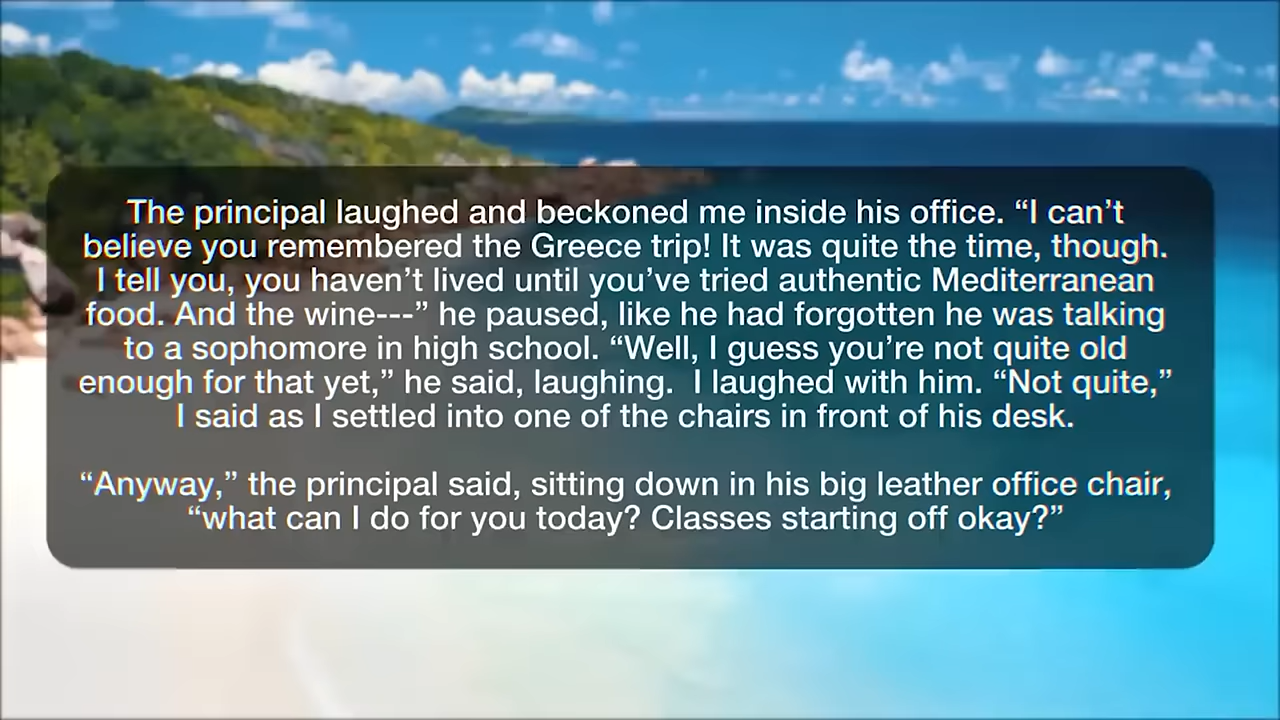 The principal laughed and beckoned me inside his office. “I can’t
believe you remembered the Greece trip! It was quite the time, though.
I tell you, you haven’t lived until you’ve tried authentic Mediterranean
food. And the wine---” he paused, like he had forgotten he was talking
to a sophomore in high school. “Well, I guess you’re not quite old
enough for that yet,” he said, laughing.  I laughed with him. “Not quite,”
I said as I settled into one of the chairs in front of his desk.
“Anyway,” the principal said, sitting down in his big leather office chair,
“what can I do for you today? Classes starting off okay?”